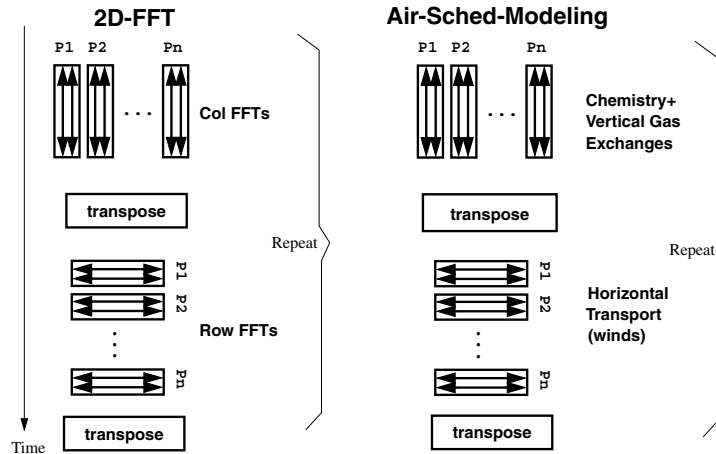 2D-FFT
P1 P2 Pn
. . .
Col FFTs
transpose
Repeat
P1
P2
Row FFTs
Pn
transpose
Time
Air-Sched-Modeling
P1 P2 Pn
. . .
Chemistry+
Vertical Gas
Exchanges
transpose
Repeat
P1
P2
Horizontal
Transport
(winds)
Pn
transpose